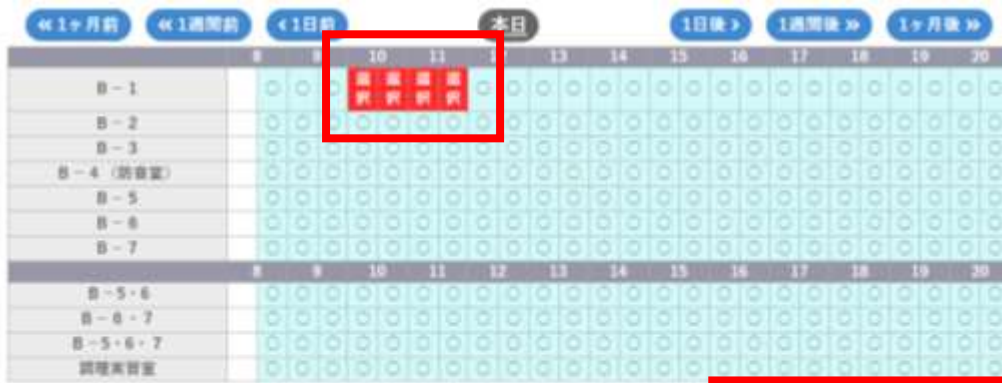 ≪1ヶ月前 ≪1週間前 ‹1日前 本日 1日後› 1週間後≫ 1ヶ月後≫
8 9 10 11 12 13 14 15 16 17 18 19 20
B－1 選択 選択 選択 選択
B－2
B－3
B－4（防音室）
B－5
B－6
B－7
8 9 10 11 12 13 14 15 16 17 18 19 20
B－5・6
B－6・7
B－5・6・7
調理実習室